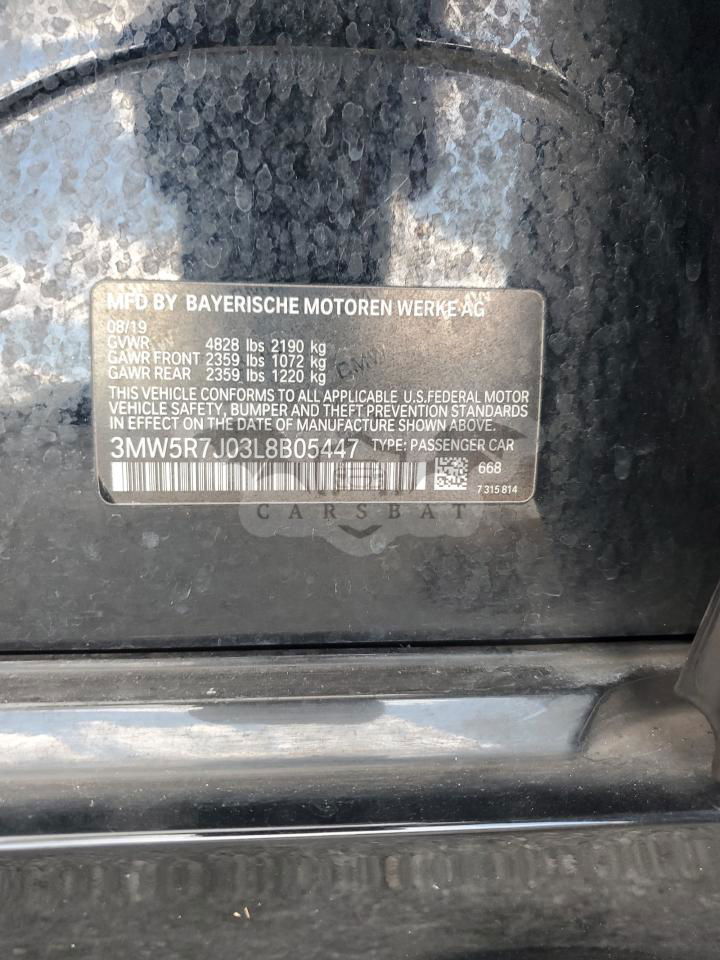 MFD BY BAYERISCHE MOTOREN WERKE AG
08/19
GVWR 4828 lbs 2190 kg
GAWR FRONT 2359 lbs 1072 kg
GAWR REAR 2359 lbs 1220 kg
THIS VEHICLE CONFORMS TO ALL APPLICABLE U.S.FEDERAL MOTOR
VEHICLE SAFETY, BUMPER AND THEFT PREVENTION STANDARDS
IN EFFECT ON THE DATE OF MANUFACTURE SHOWN ABOVE.
3MW5R7J03L8B05447 TYPE: PASSENGER CAR
668
7 315 814
CARSBAT